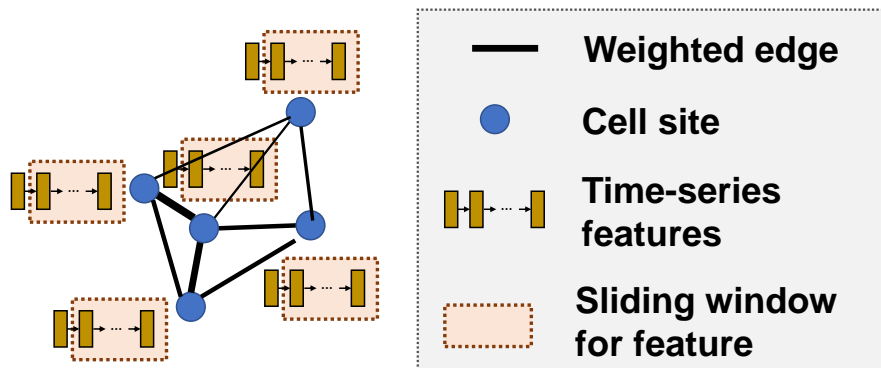 ...
...
...
...
...
Weighted edge
Cell site
...
Time-series
features
Sliding window
for feature